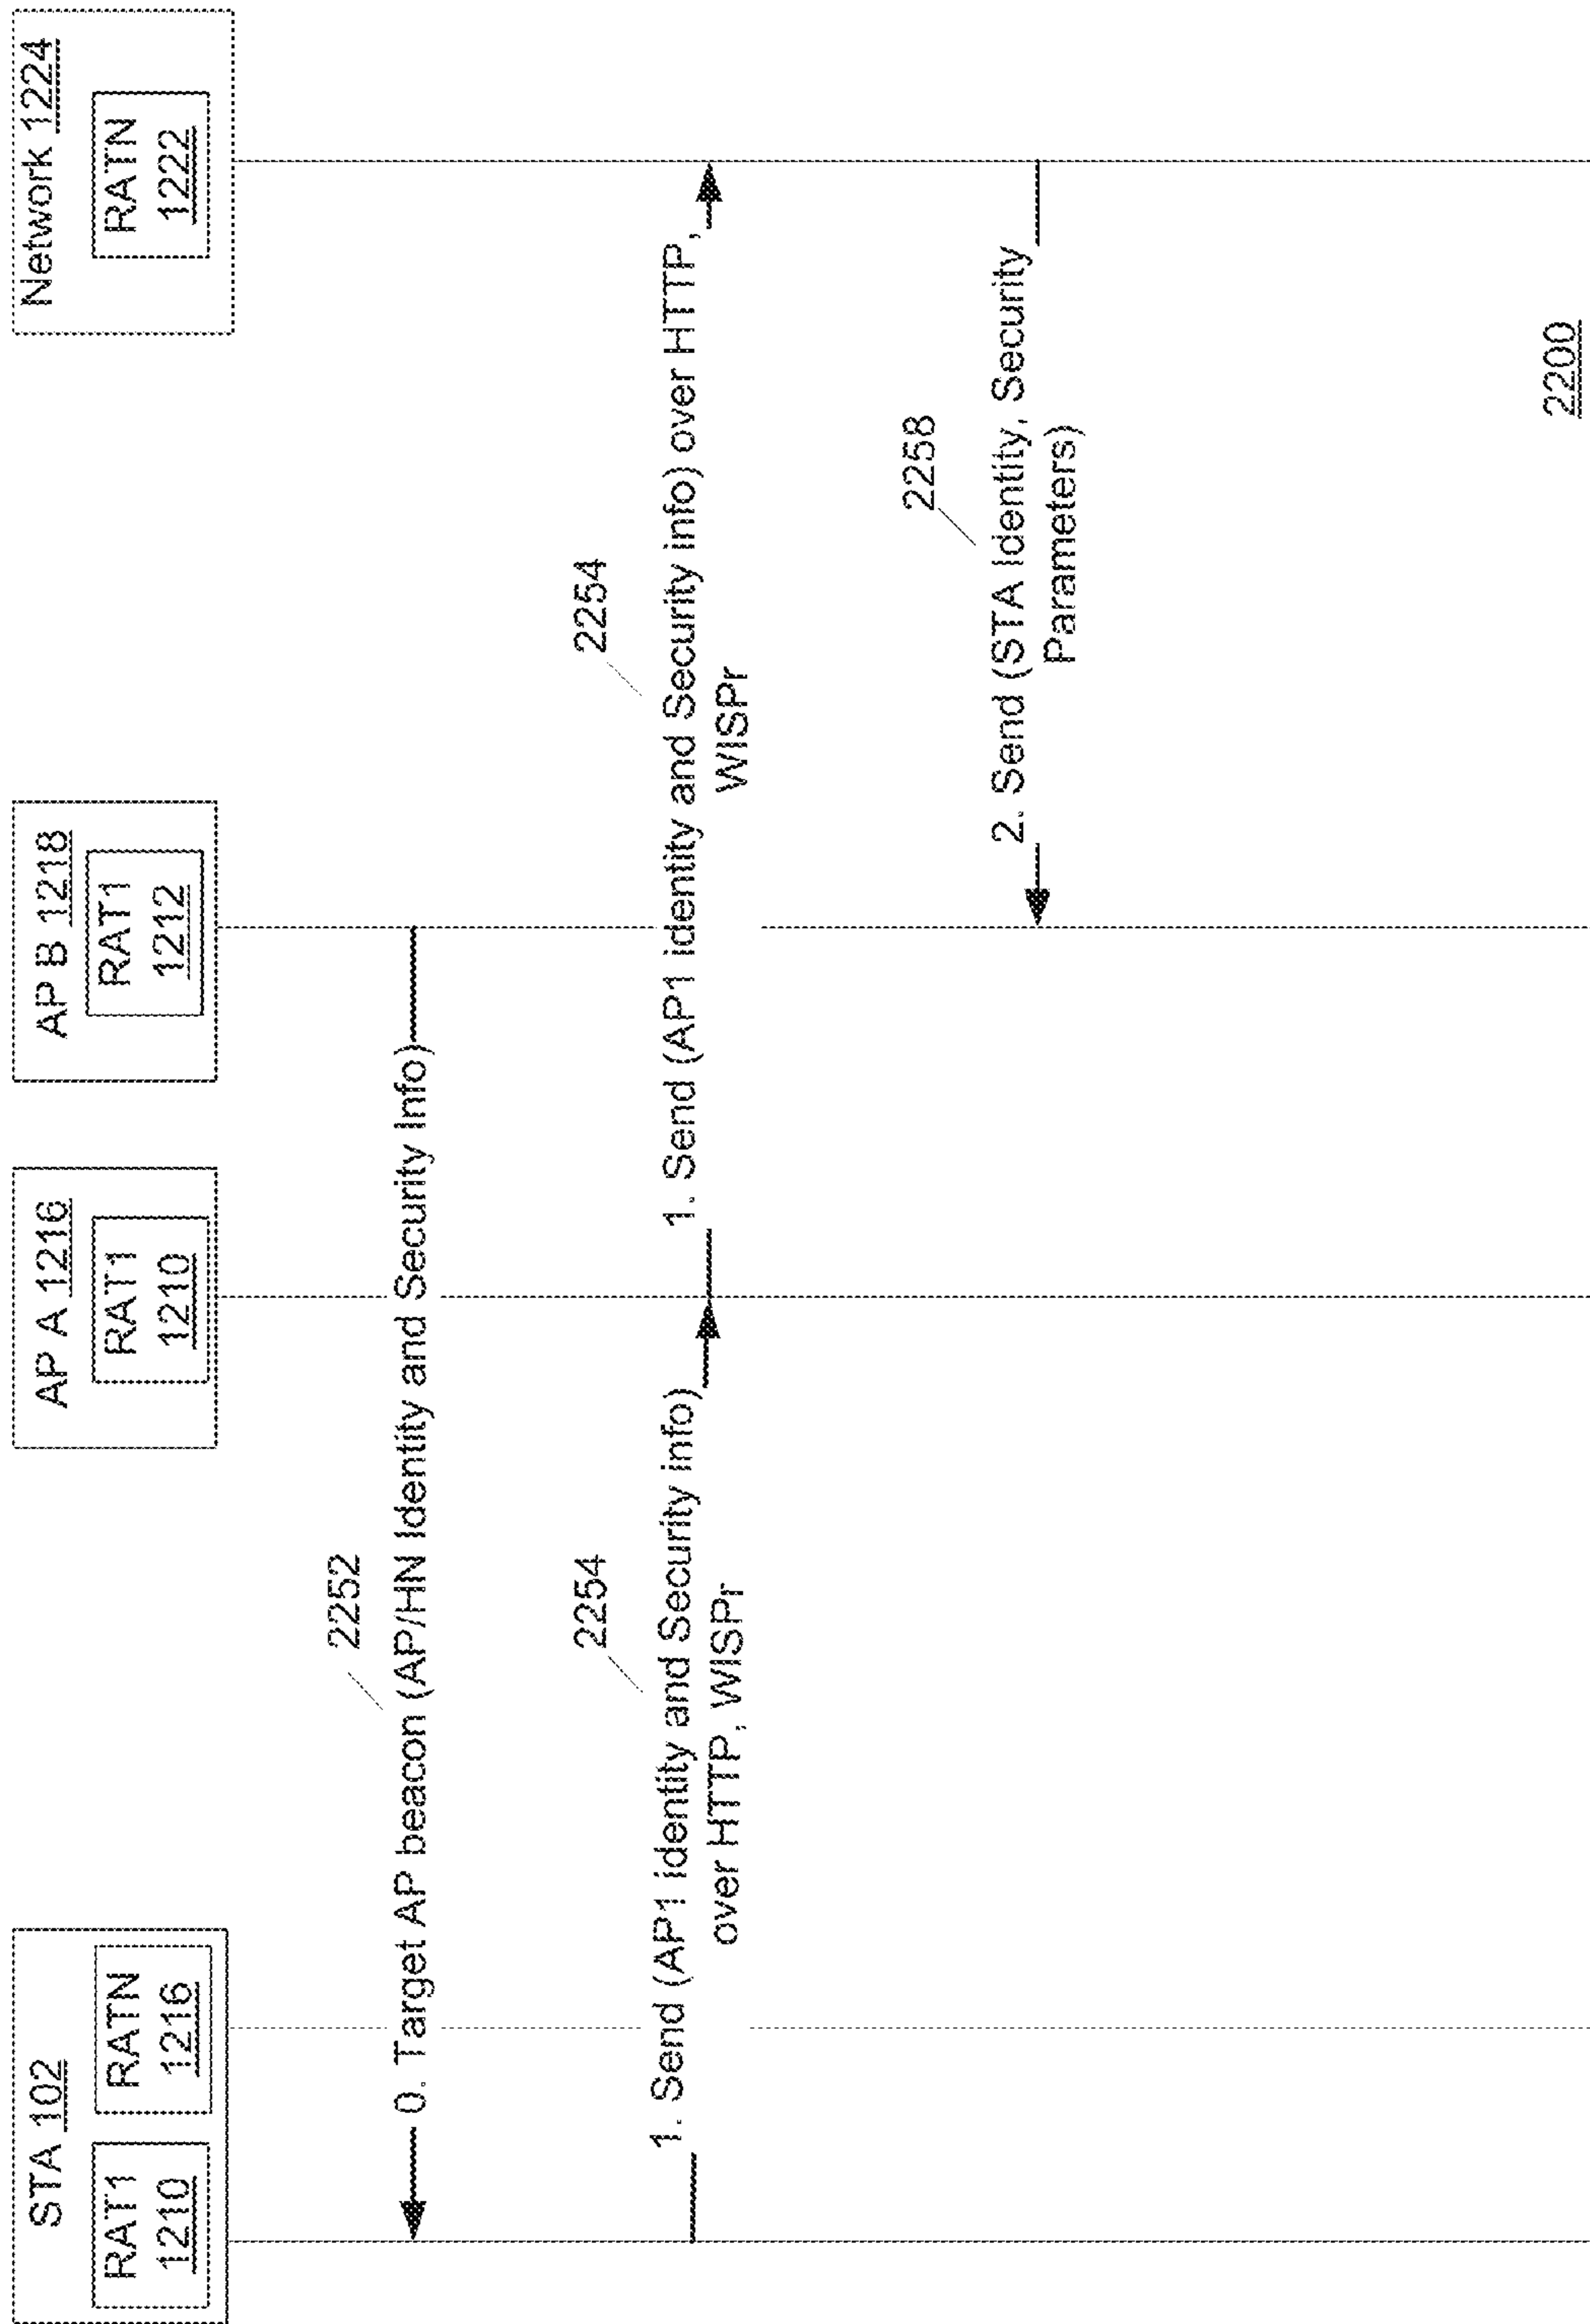 STA 102
RAT1
1210
RATN
1216
AP A 1216
RAT1
1210
AP B 1218
RAT1
1212
Network 1224
RATN
1222
2252
0. Target AP beacon (AP/HN Identity and Security Info)
2254
1. Send (AP1 identity and Security info)
over HTTP, WISPr
2254
1. Send (AP1 identity and Security info) over HTTP,
WISPr
2258
2. Send (STA Identity, Security
Parameters)
2200